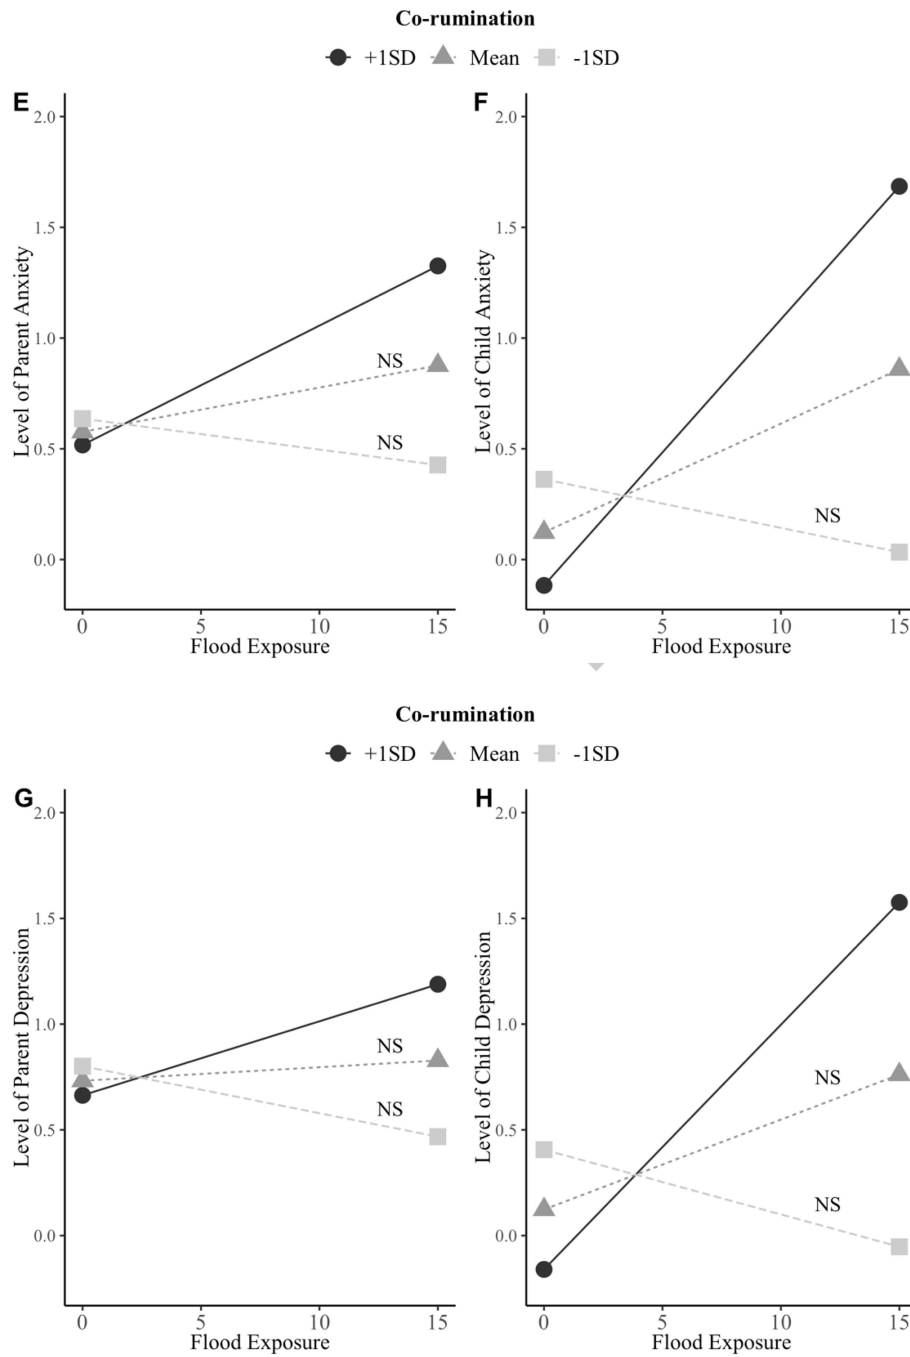 Co-rumination
+1SD Mean -1SD
E
F
2.0
1.5
1.0
0.5
0.0
Level of Parent Anxiety
NS
NS
0 5 10 15
Flood Exposure
2.0
1.5
1.0
0.5
0.0
Level of Child Anxiety
NS
0 5 10 15
Flood Exposure
Co-rumination
+1SD Mean -1SD
G
H
2.0
1.5
1.0
0.5
0.0
Level of Parent Depression
NS
NS
0 5 10 15
Flood Exposure
2.0
1.5
1.0
0.5
0.0
Level of Child Depression
NS
NS
0 5 10 15
Flood Exposure